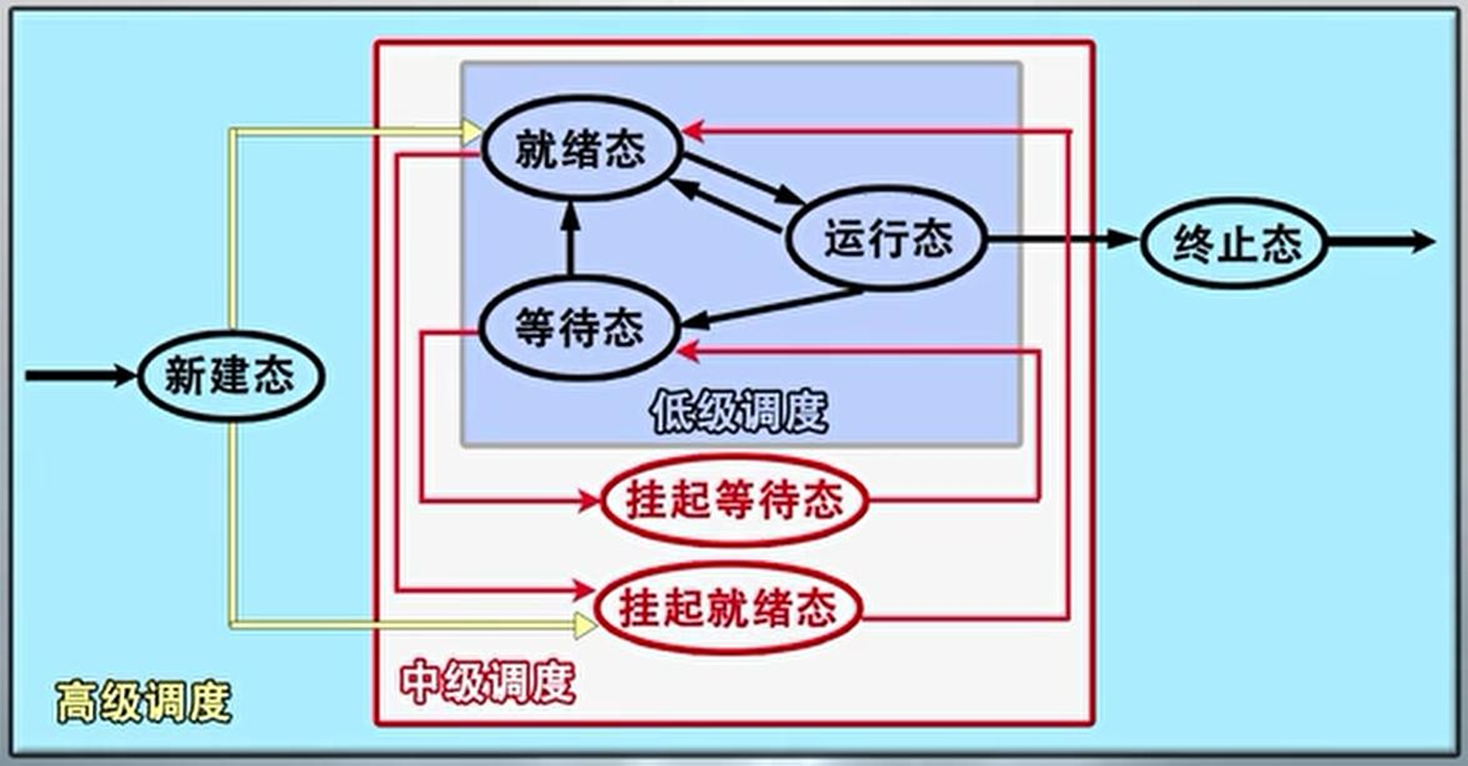 就绪态
运行态
终止态
等待态
新建态
低级调度
挂起等待态
挂起就绪态
中级调度
高级调度